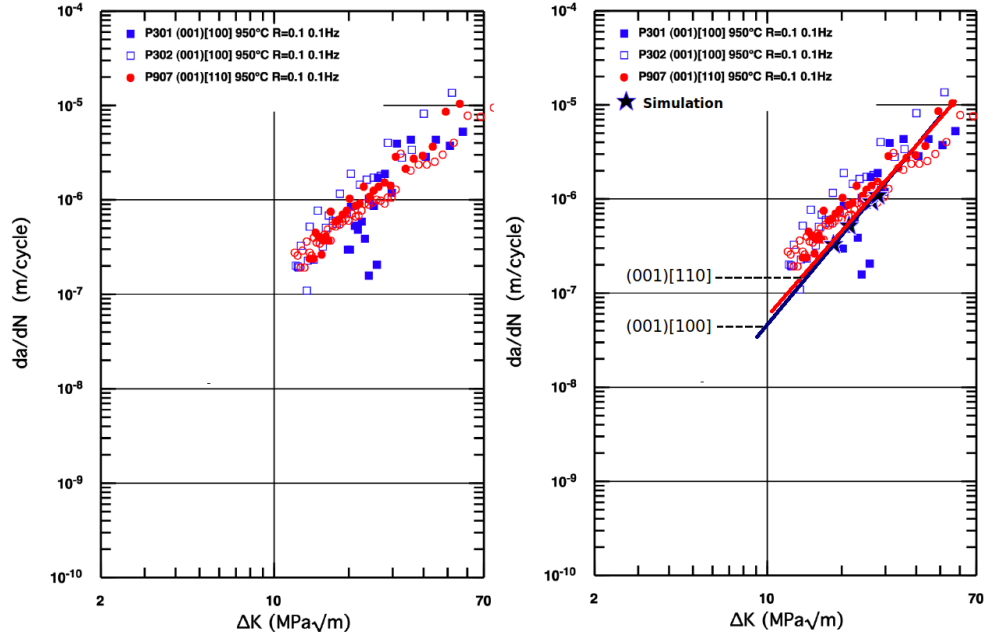 P301 (001)[100] 950°C R=0.1 0.1Hz
P302 (001)[100] 950°C R=0.1 0.1Hz
P907 (001)[110] 950°C R=0.1 0.1Hz
da/dN (m/cycle)
10⁻⁴
10⁻⁵
10⁻⁶
10⁻⁷
10⁻⁸
10⁻⁹
10⁻¹⁰
2
10
70
ΔK (MPa√m)
P301 (001)[100] 950°C R=0.1 0.1Hz
P302 (001)[100] 950°C R=0.1 0.1Hz
P907 (001)[110] 950°C R=0.1 0.1Hz
Simulation
(001)[110]
(001)[100]
da/dN (m/cycle)
10⁻⁴
10⁻⁵
10⁻⁶
10⁻⁷
10⁻⁸
10⁻⁹
10⁻¹⁰
2
10
70
ΔK (MPa√m)